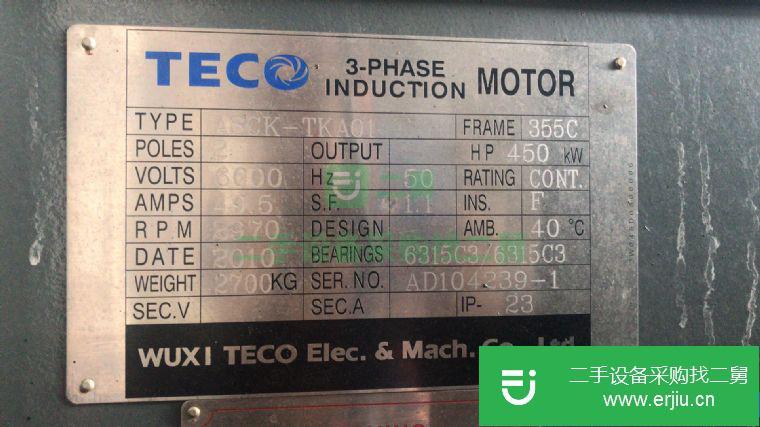 TECO 3-PHASE INDUCTION MOTOR
TYPE ASCK-TKA01 FRAME 355C
POLES 2 OUTPUT HP 450 kW
VOLTS 6000 Hz 50 RATING CONT.
AMPS 49.5 S.F. 1.1 INS. F
RPM 2970 DESIGN AMB. 40 °C
DATE BEARINGS 6315C3/6315C3
WEIGHT 2700KG SER.NO. AD104239-1
SEC.V SEC.A IP- 23
WUXI TECO Elec. & Mach. Co., Ltd.
二手设备采购找二舅
www.erjiu.cn